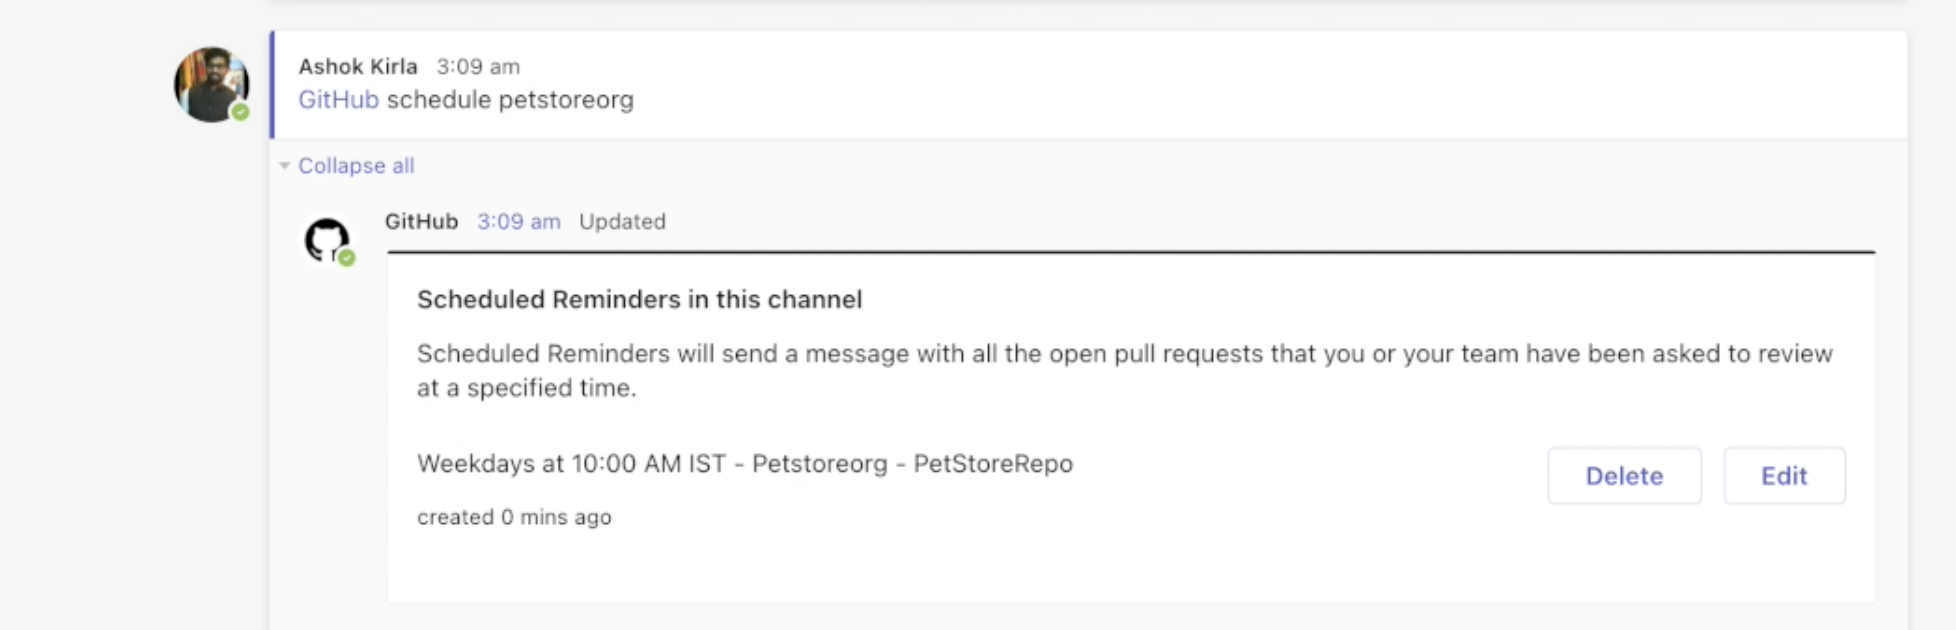 Ashok Kirla 3:09 am
GitHub schedule petstoreorg
Collapse all
GitHub 3:09 am Updated
Scheduled Reminders in this channel
Scheduled Reminders will send a message with all the open pull requests that you or your team have been asked to review
at a specified time.
Weekdays at 10:00 AM IST - Petstoreorg - PetStoreRepo
Delete Edit
created 0 mins ago